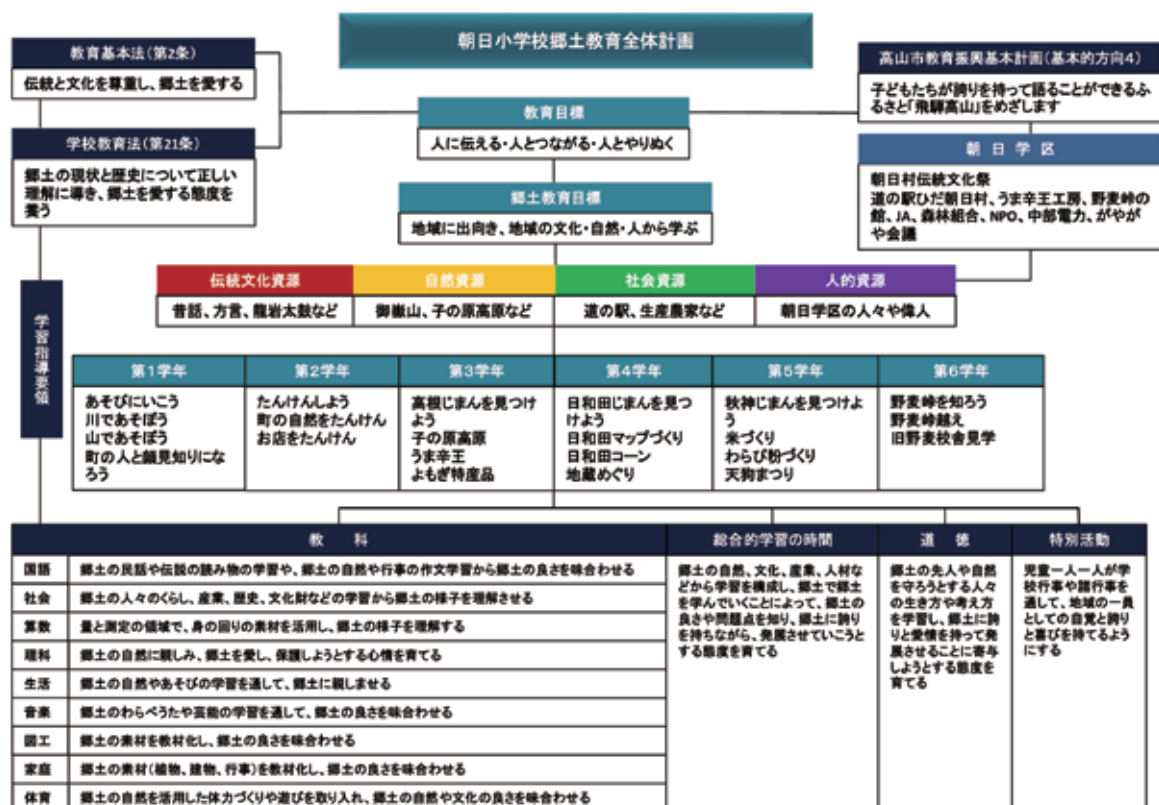 朝日小学校郷土教育全体計画
教育基本法(第2条)
伝統と文化を尊重し、郷土を愛する
学校教育法(第21条)
郷土の現状と歴史について正しい
理解に導き、郷土を愛する態度を
養う
高山市教育振興基本計画(基本的方向4)
子どもたちが誇りを持って語ることができるふ
るさと「飛騨高山」をめざします
朝日学区
朝日村伝統文化祭
道の駅ひだ朝日村、うま辛王工房、野麦峠の
館、JA、森林組合、NPO、中部電力、がやが
や会議
教育目標
人に伝える・人とつながる・人とやりぬく
郷土教育目標
地域に出向き、地域の文化・自然・人から学ぶ
学習指導要領
伝統文化資源
昔話、方言、龍岩太鼓など
自然資源
御嶽山、子の原高原など
社会資源
道の駅、生産農家など
人的資源
朝日学区の人々や偉人
第1学年
あそびにいこう
川であそぼう
山であそぼう
町の人と顔見知りにな
ろう
第2学年
たんけんしよう
町の自然をたんけん
お店をたんけん
第3学年
高根じまんを見つけ
よう
子の原高原
うま辛王
よもぎ特産品
第4学年
日和田じまんを見つ
けよう
日和田マップづくり
日和田コーン
地蔵めぐり
第5学年
秋神じまんを見つけよ
う
米づくり
わらび粉づくり
天狗まつり
第6学年
野麦峠を知ろう
野麦峠越え
旧野麦校舎見学
教 科
国語 郷土の民話や伝説の読み物の学習や、郷土の自然や行事の作文学習から郷土の良さを味合わせる
社会 郷土の人々のくらし、産業、歴史、文化財などの学習から郷土の様子を理解させる
算数 量と測定の領域で、身の回りの素材を活用し、郷土の様子を理解する
理科 郷土の自然に親しみ、郷土を愛し、保護しようとする心情を育てる
生活 郷土の自然やあそびの学習を通して、郷土に親しませる
音楽 郷土のわらべうたや芸能の学習を通して、郷土の良さを味合わせる
図工 郷土の素材を教材化し、郷土の良さを味合わせる
家庭 郷土の素材(植物、建物、行事)を教材化し、郷土の良さを味合わせる
体育 郷土の自然を活用した体力づくりや遊びを取り入れ、郷土の自然や文化の良さを味合わせる
総合的学習の時間
郷土の自然、文化、産業、人材な
どから学習を構成し、郷土で郷土
を学んでいくことによって、郷土の
良さや問題点を知り、郷土に誇り
を持ちながら、発展させていこうと
する態度を育てる
道 徳
郷土の先人や自然
を守ろうとする人々
の生き方や考え方
を学習し、郷土に誇
りと愛情を持って発
展させることに寄与
しようとする態度を
育てる
特別活動
児童一人一人が学
校行事や諸行事を
通して、地域の一員
としての自覚と誇り
と喜びを持てるよう
にする